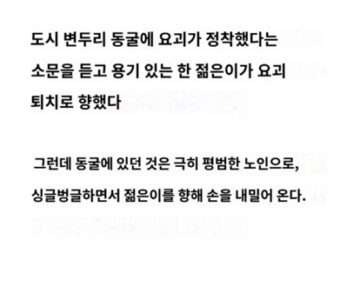 도시 변두리 동굴에 요괴가 정착했다는
소문을 듣고 용기 있는 한 젊은이가 요괴
퇴치로 향했다
그런데 동굴에 있던 것은 극히 평범한 노인으로,
싱글벙글하면서 젊은이를 향해 손을 내밀어 온다.